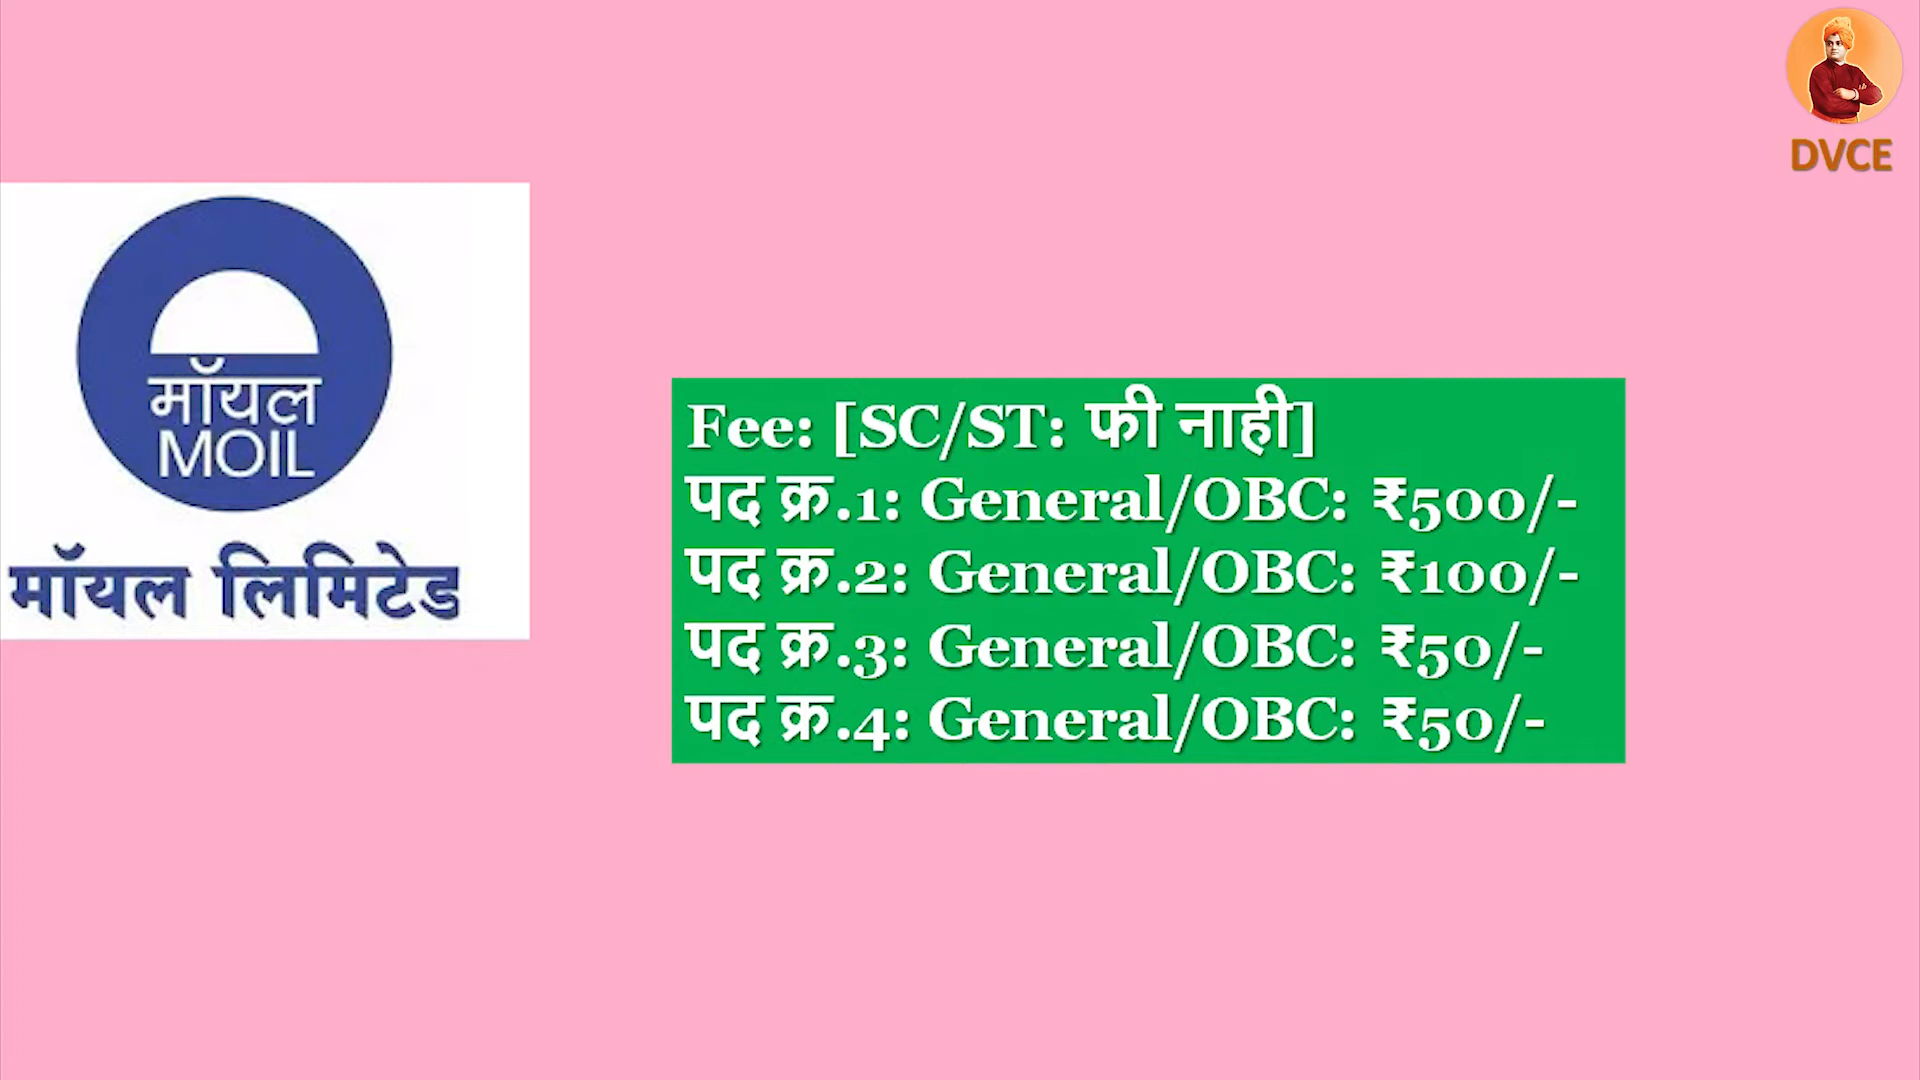 DVCE
मॉयल
MOIL
मॉयल लिमिटेड
Fee: [SC/ST: फी नाही]
पद क्र.1: General/OBC: ₹500/-
पद क्र.2: General/OBC: ₹100/-
पद क्र.3: General/OBC: ₹50/-
पद क्र.4: General/OBC: ₹50/-